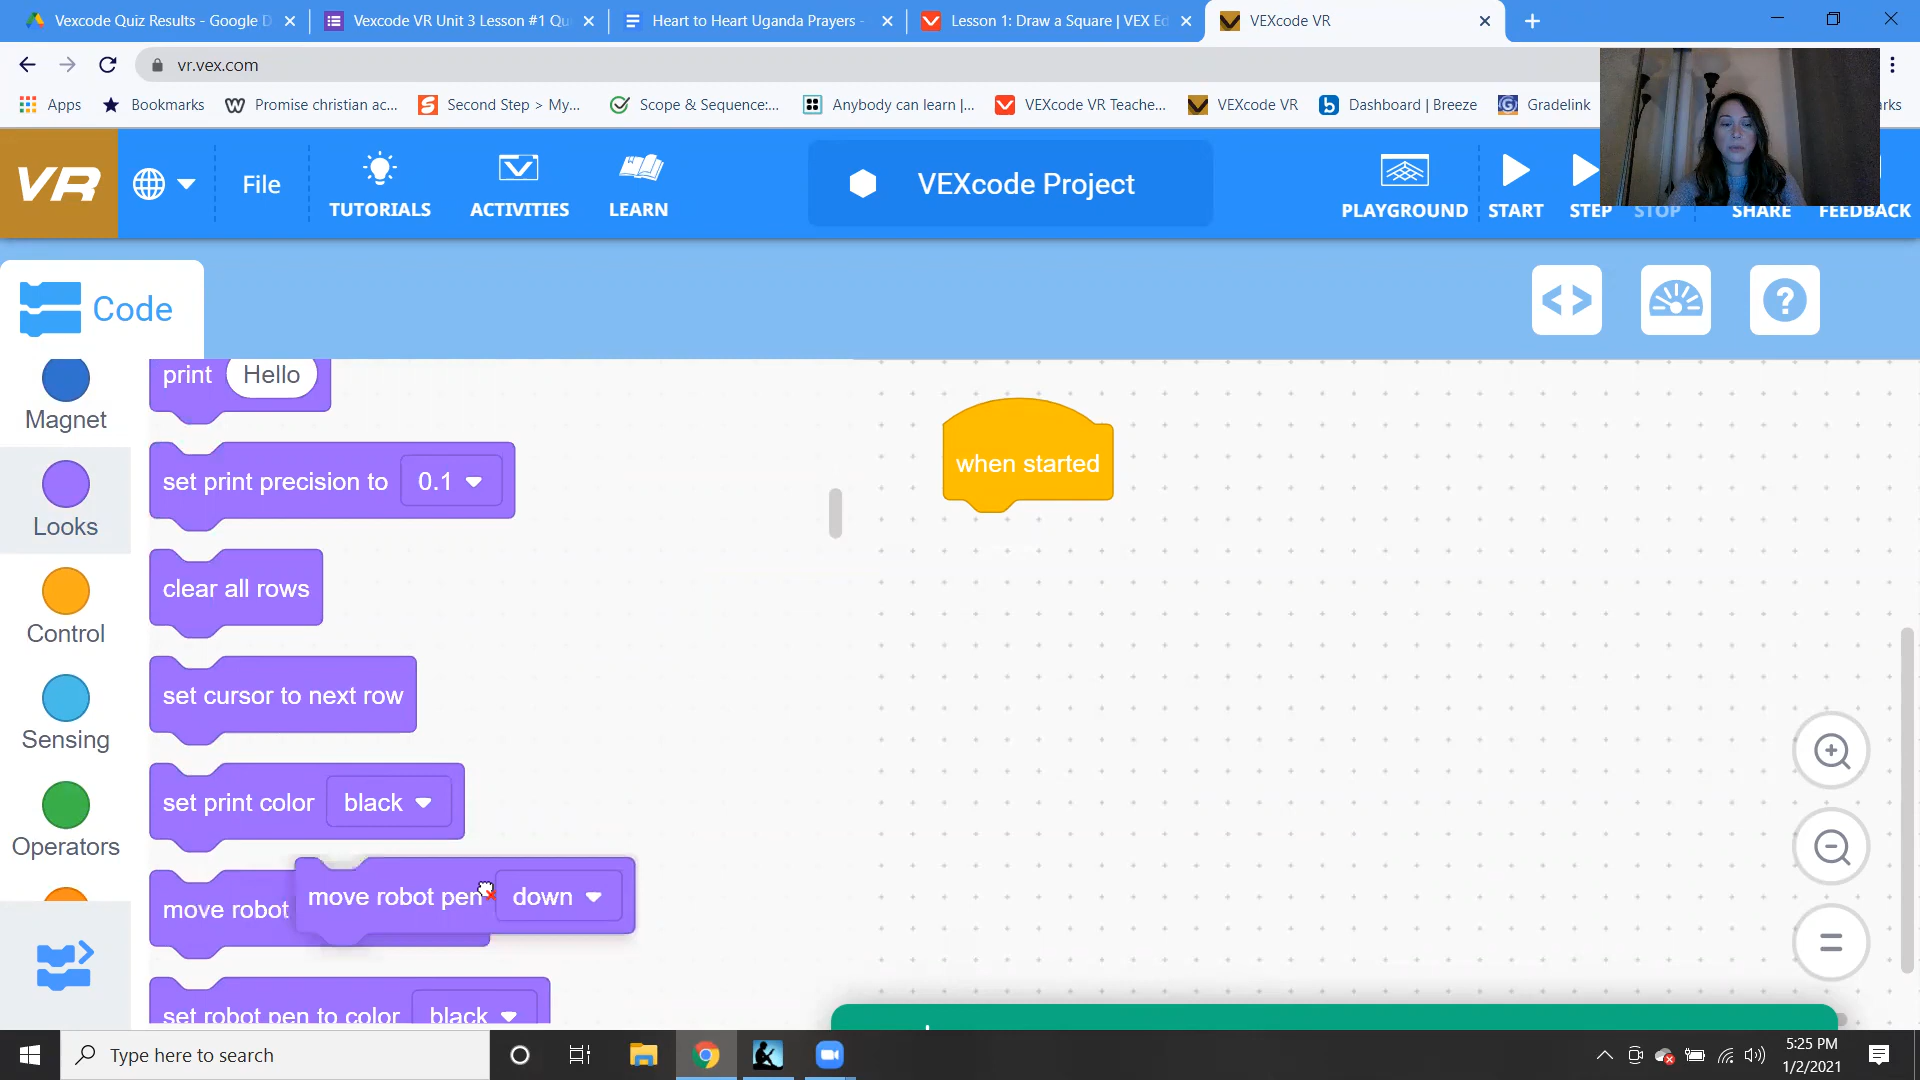 Vexcode Quiz Results - Google D
Vexcode VR Unit 3 Lesson #1 Qu
Heart to Heart Uganda Prayers -
Lesson 1: Draw a Square | VEX Ed
VEXcode VR
vr.vex.com
Apps
Bookmarks
Promise christian ac...
Second Step > My...
Scope & Sequence:...
Anybody can learn |...
VEXcode VR Teache...
VEXcode VR
Dashboard | Breeze
Gradelink
VR
File
TUTORIALS
ACTIVITIES
LEARN
VEXcode Project
PLAYGROUND
START
STEP
STOP
SHARE
FEEDBACK
Code
Magnet
Looks
Control
Sensing
Operators
print Hello
set print precision to 0.1
clear all rows
set cursor to next row
set print color black
move robot
move robot pen down
set robot pen to color black
when started
Type here to search
5:25 PM
1/2/2021